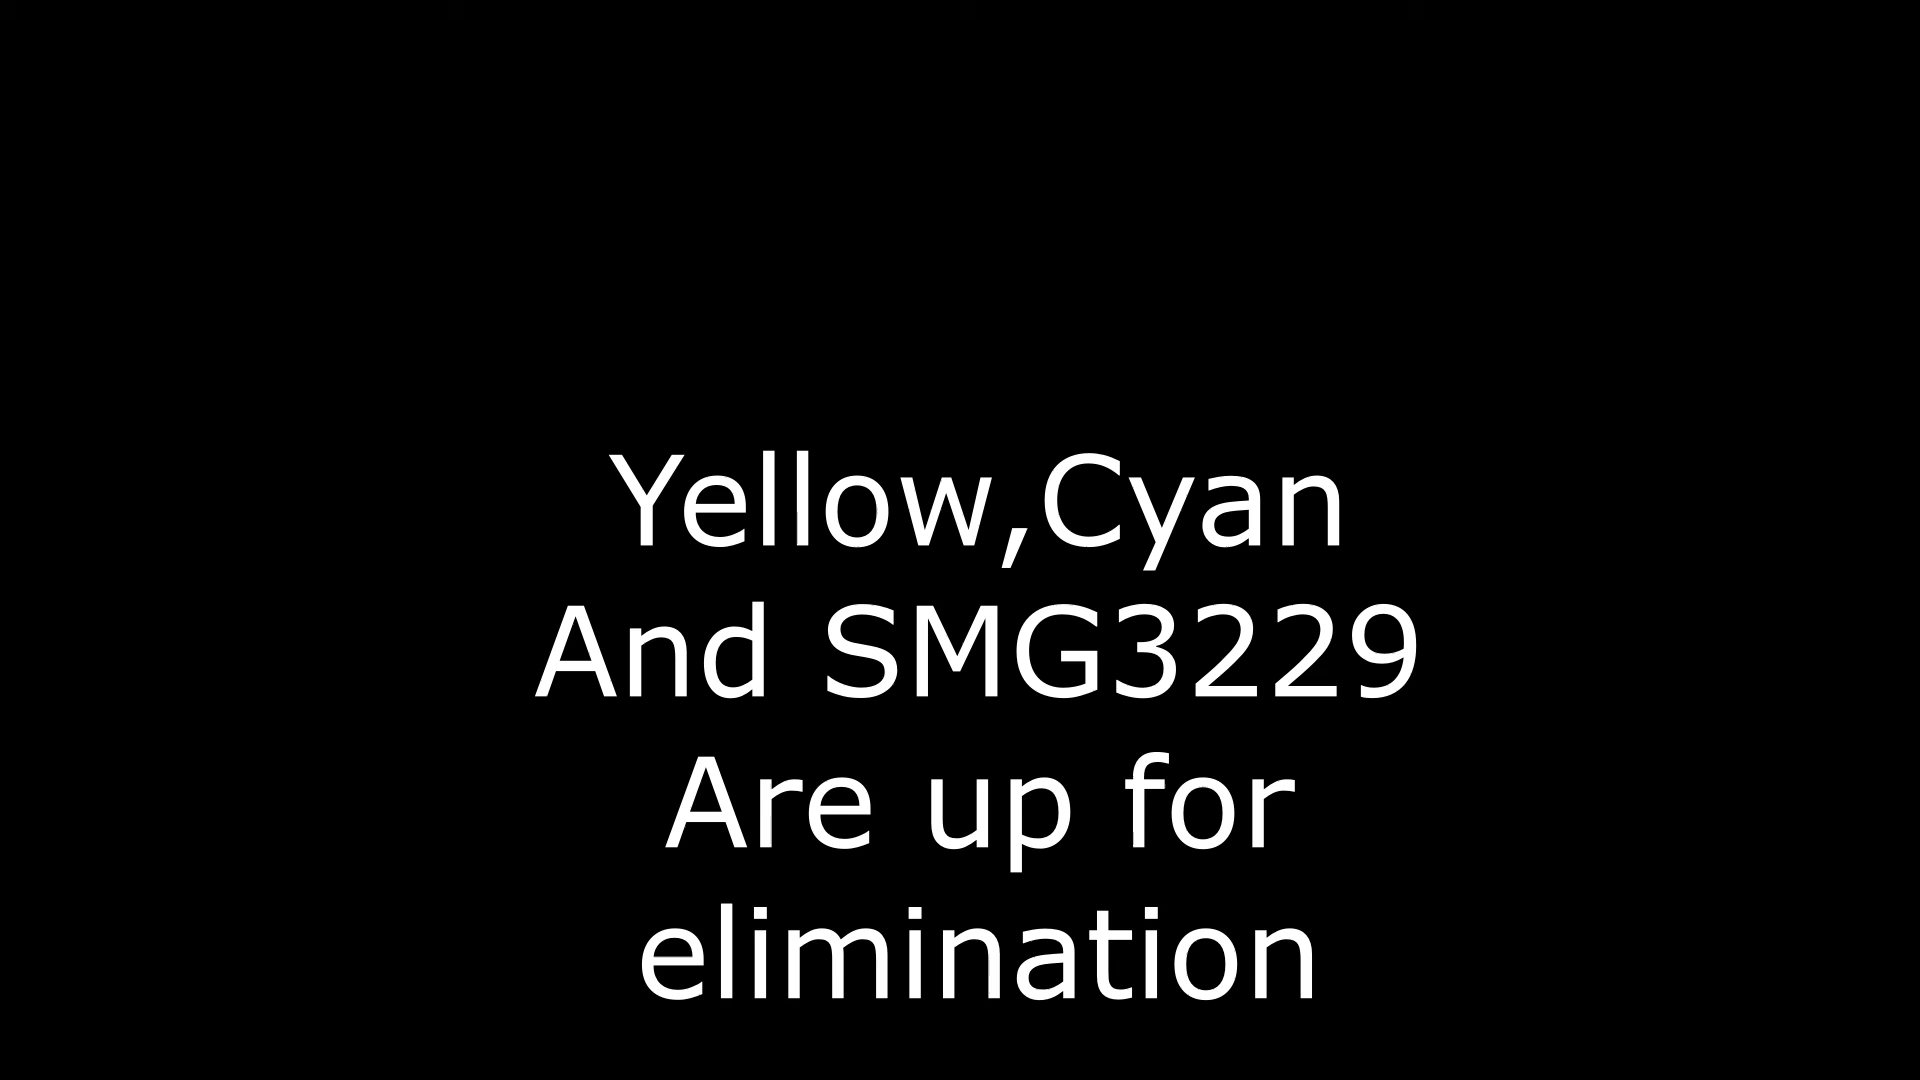 Yellow,Cyan
And SMG3229
Are up for
elimination